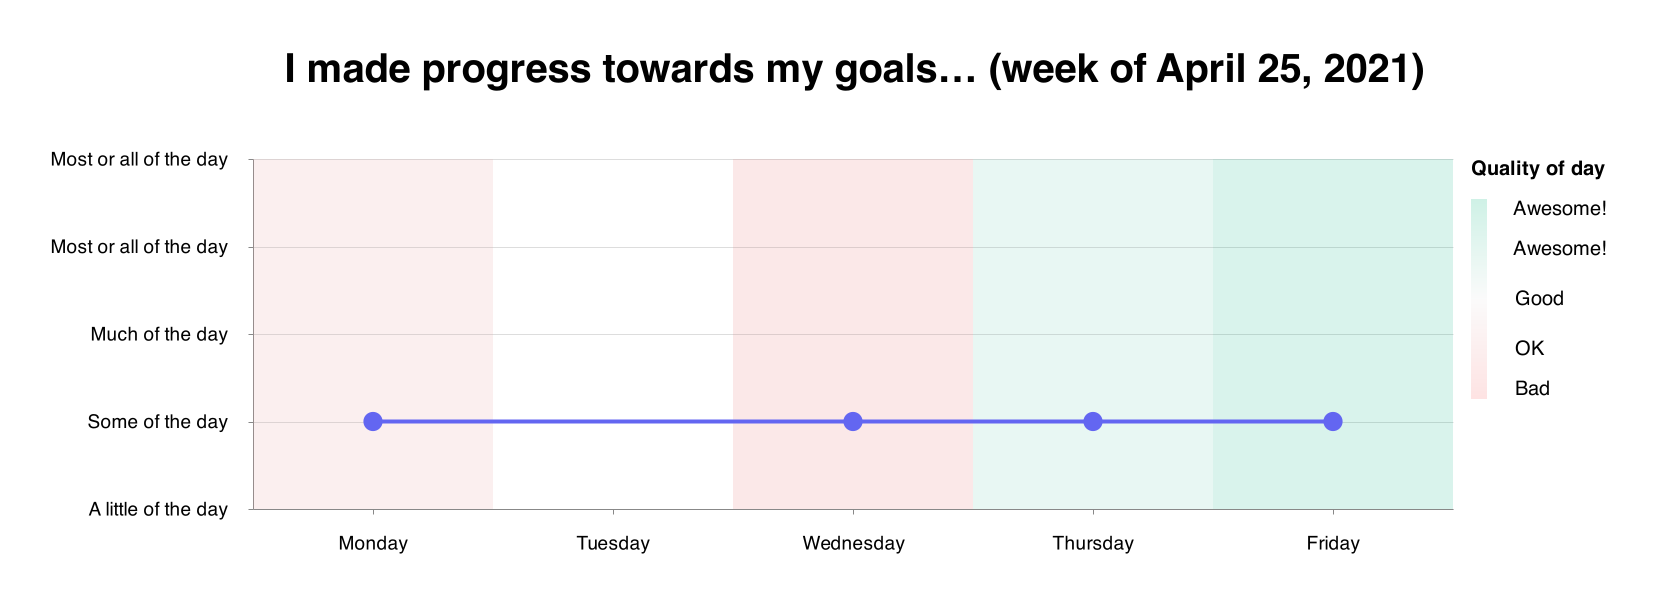 I made progress towards my goals… (week of April 25, 2021)
Most or all of the day
Most or all of the day
Much of the day
Some of the day
A little of the day
Monday
Tuesday
Wednesday
Thursday
Friday
Quality of day
Awesome!
Awesome!
Good
OK
Bad